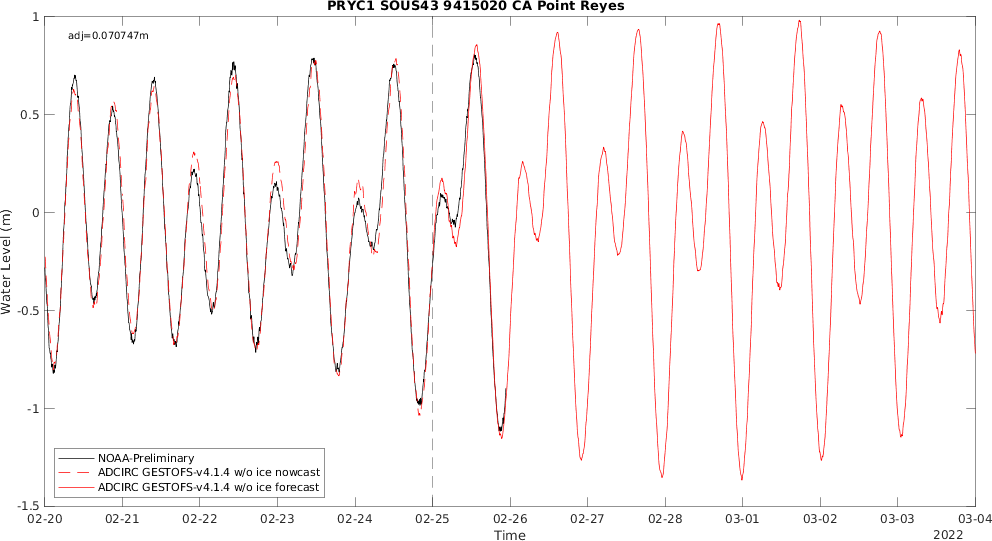 PRYC1 SOUS43 9415020 CA Point Reyes
adj=0.070747m
1
0.5
0
-0.5
-1
-1.5
Water Level (m)
NOAA-Preliminary
ADCIRC GESTOFS-v4.1.4 w/o ice nowcast
ADCIRC GESTOFS-v4.1.4 w/o ice forecast
02-20 02-21 02-22 02-23 02-24 02-25 02-26 02-27 02-28 03-01 03-02 03-03 03-04
Time
2022